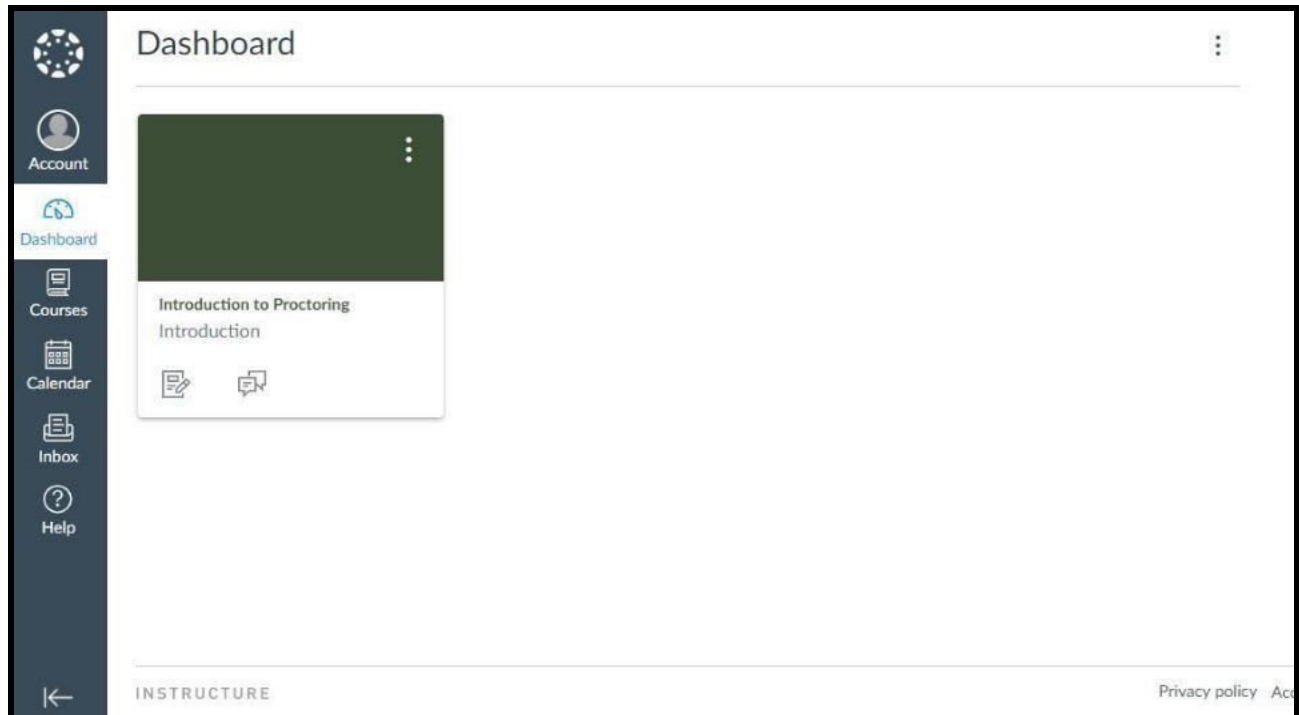 Dashboard
Account
Dashboard
Courses
Calendar
Inbox
Help
Introduction to Proctoring
Introduction
INSTRUCTURE
Privacy policy